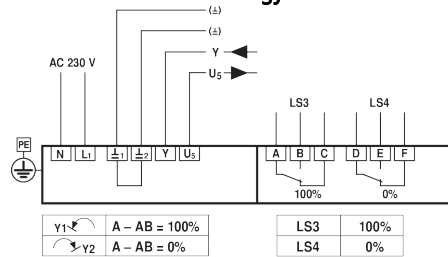 gy
(⏊)
(⏊)
Y
U5
AC 230 V
LS3 LS4
PE
N L1 ⏊1 ⏊2 Y U5 A B C D E F
100% 0%
Y1 A – AB = 100%
Y2 A – AB = 0%
LS3 100%
LS4 0%